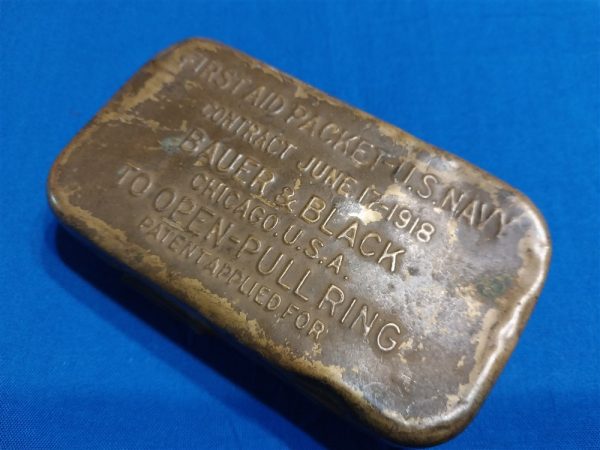 FIRST AID PACKET-U.S. NAVY
CONTRACT JUNE 17-1918
BAUER & BLACK
CHICAGO. U.S.A.
TO OPEN-PULL RING
PATENT APPLIED FOR